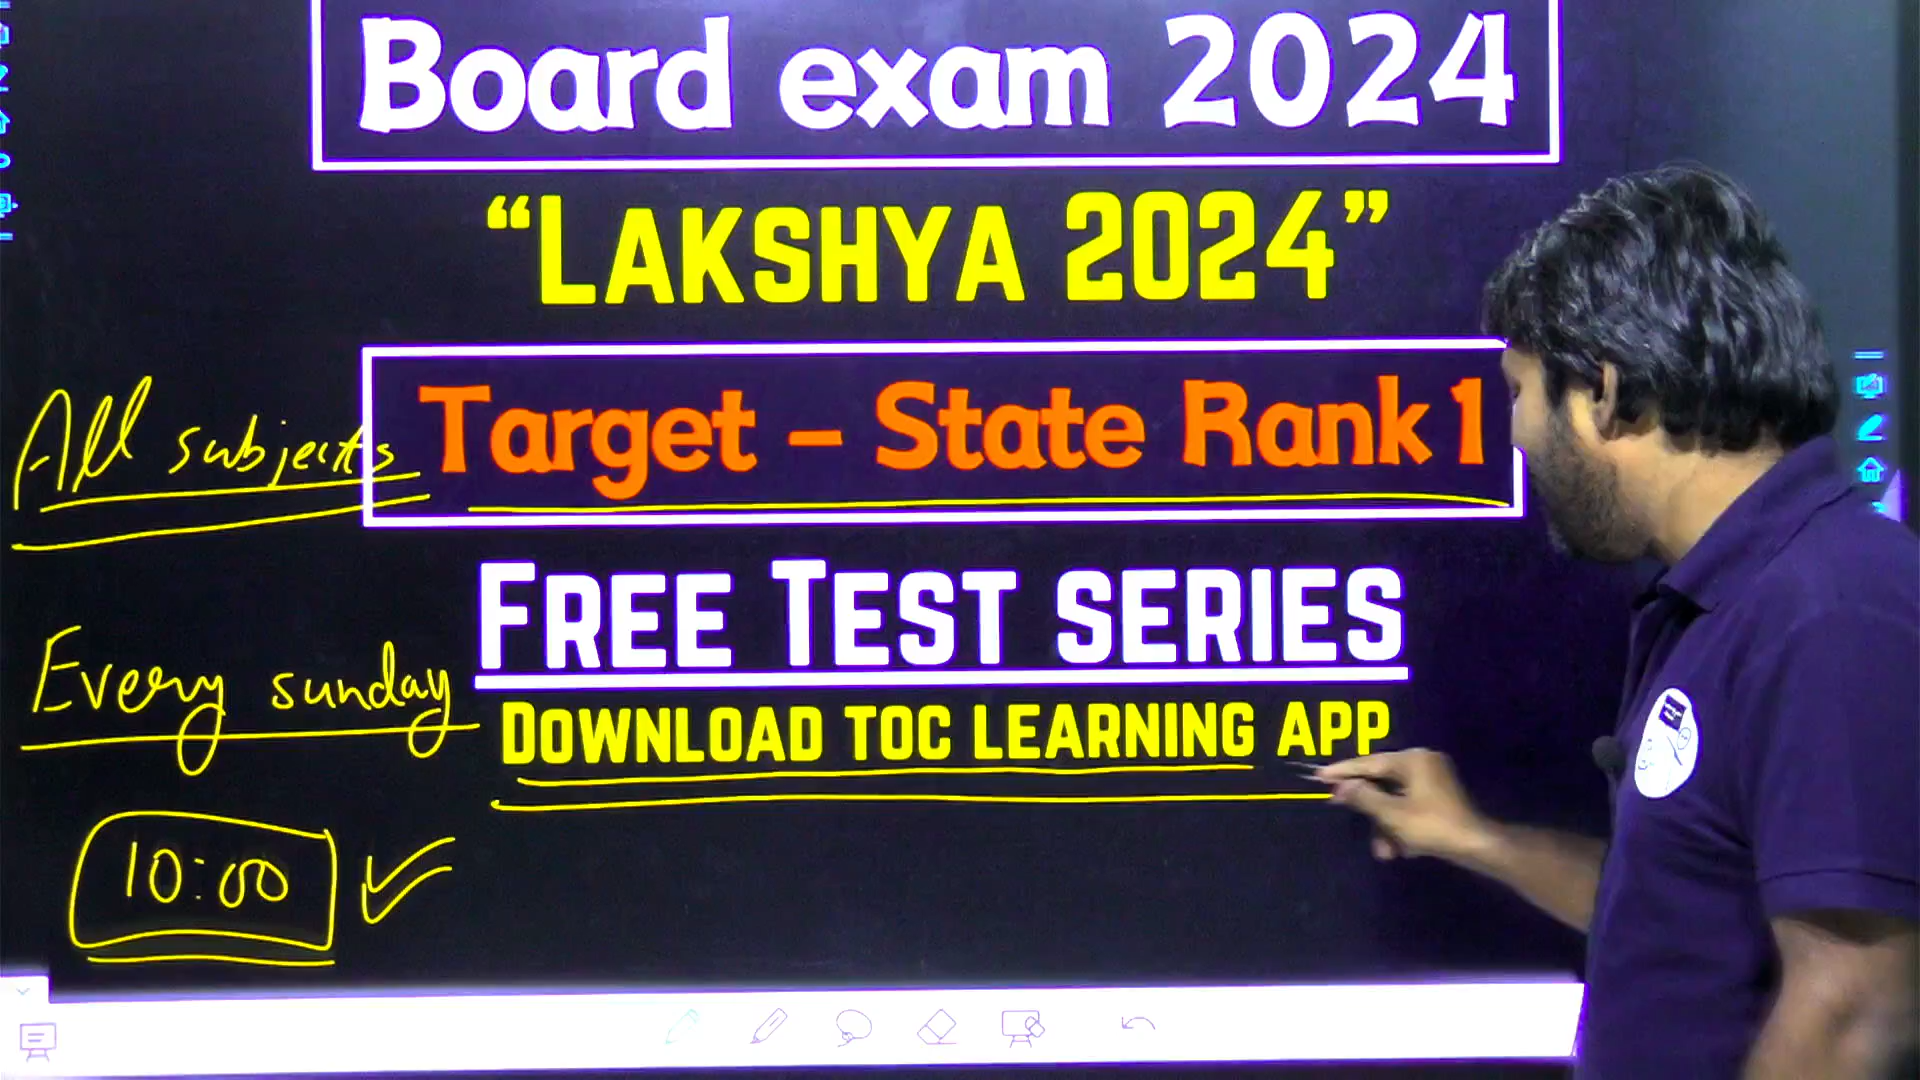 Board exam 2024
“LAKSHYA 2024”
Target – State Rank 1
All subjects
FREE TEST SERIES
Every sunday
DOWNLOAD TOC LEARNING APP
10:00